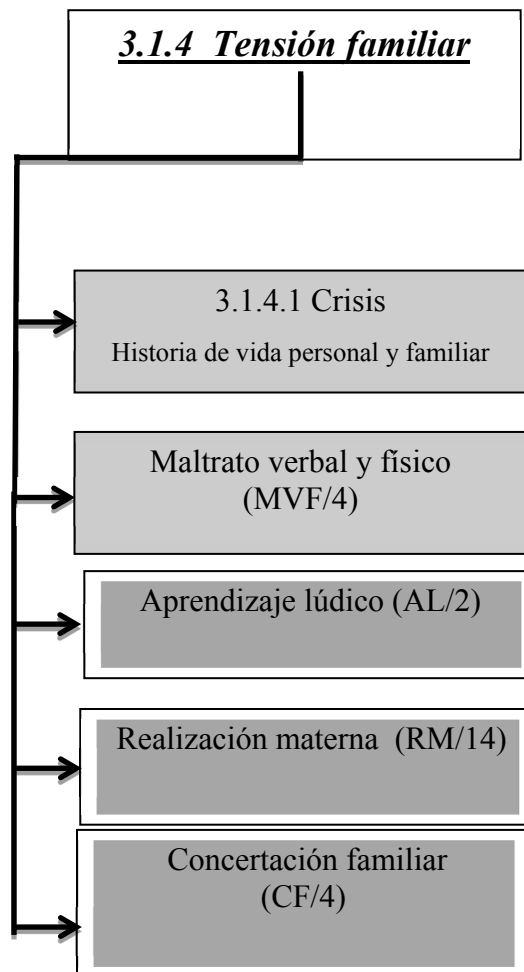 3.1.4 Tensión familiar
3.1.4.1 Crisis
Historia de vida personal y familiar
Maltrato verbal y físico
(MVF/4)
Aprendizaje lúdico (AL/2)
Realización materna (RM/14)
Concertación familiar
(CF/4)